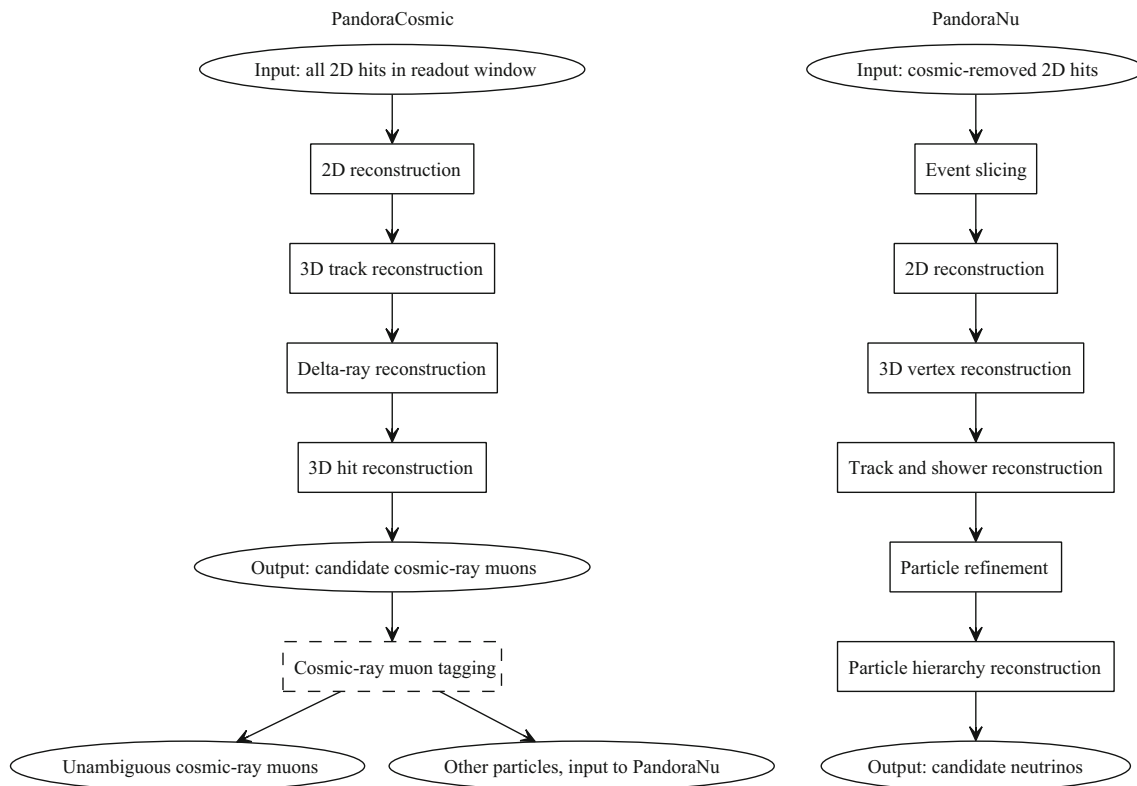 PandoraCosmic
Input: all 2D hits in readout window
2D reconstruction
3D track reconstruction
Delta-ray reconstruction
3D hit reconstruction
Output: candidate cosmic-ray muons
Cosmic-ray muon tagging
Unambiguous cosmic-ray muons
Other particles, input to PandoraNu
PandoraNu
Input: cosmic-removed 2D hits
Event slicing
2D reconstruction
3D vertex reconstruction
Track and shower reconstruction
Particle refinement
Particle hierarchy reconstruction
Output: candidate neutrinos